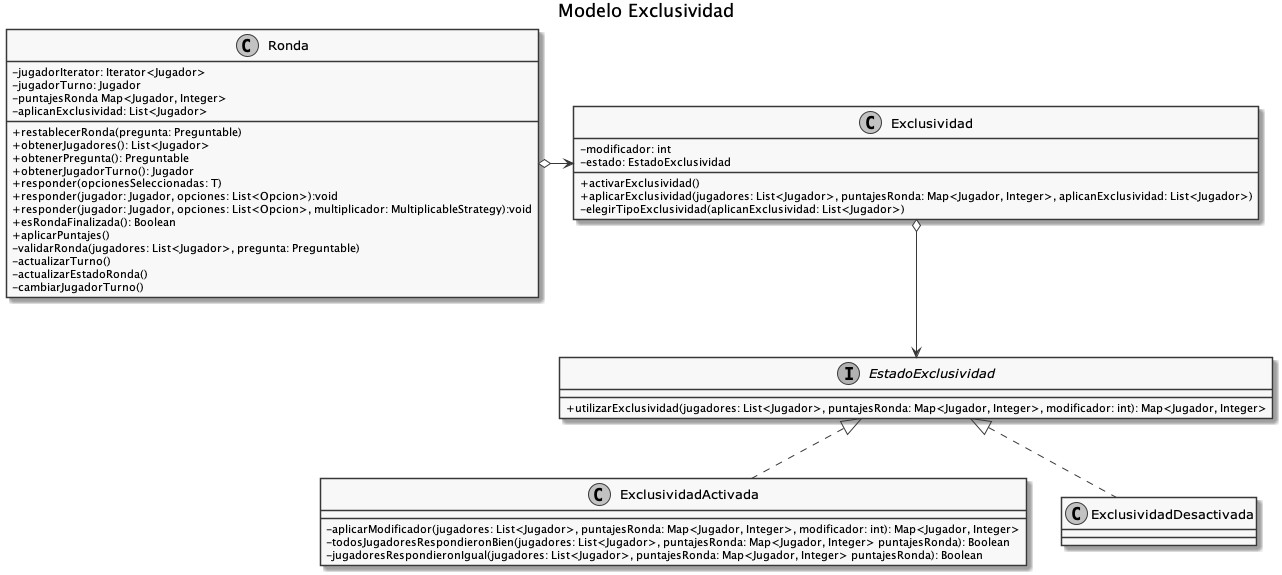 Modelo Exclusividad
C Ronda
-jugadorIterator: Iterator<Jugador>
-jugadorTurno: Jugador
-puntajesRonda Map<Jugador, Integer>
-aplicanExclusividad: List<Jugador>
+restablecerRonda(pregunta: Preguntable)
+obtenerJugadores(): List<Jugador>
+obtenerPregunta(): Preguntable
+obtenerJugadorTurno(): Jugador
+responder(opcionesSeleccionadas: T)
+responder(jugador: Jugador, opciones: List<Opcion>):void
+responder(jugador: Jugador, opciones: List<Opcion>, multiplicador: MultiplicableStrategy):void
+esRondaFinalizada(): Boolean
+aplicarPuntajes()
-validarRonda(jugadores: List<Jugador>, pregunta: Preguntable)
-actualizarTurno()
-actualizarEstadoRonda()
-cambiarJugadorTurno()
C Exclusividad
-modificador: int
-estado: EstadoExclusividad
+activarExclusividad()
+aplicarExclusividad(jugadores: List<Jugador>, puntajesRonda: Map<Jugador, Integer>, aplicanExclusividad: List<Jugador>)
-elegirTipoExclusividad(aplicanExclusividad: List<Jugador>)
I EstadoExclusividad
+utilizarExclusividad(jugadores: List<Jugador>, puntajesRonda: Map<Jugador, Integer>, modificador: int): Map<Jugador, Integer>
C ExclusividadActivada
-aplicarModificador(jugadores: List<Jugador>, puntajesRonda: Map<Jugador, Integer>, modificador: int): Map<Jugador, Integer>
-todosJugadoresRespondieronBien(jugadores: List<Jugador>, puntajesRonda: Map<Jugador, Integer> puntajesRonda): Boolean
-jugadoresRespondieronIgual(jugadores: List<Jugador>, puntajesRonda: Map<Jugador, Integer> puntajesRonda): Boolean
C ExclusividadDesactivada